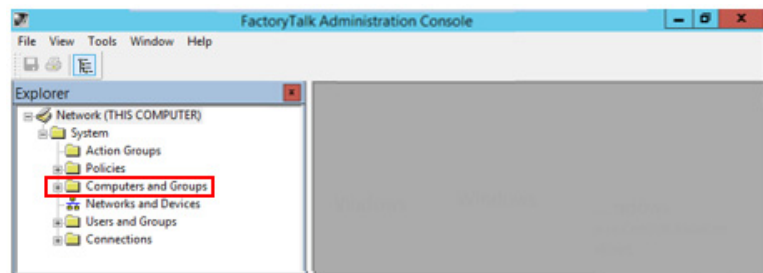 FactoryTalk Administration Console
File View Tools Window Help
Explorer
Network (THIS COMPUTER)
System
Action Groups
Policies
Computers and Groups
Networks and Devices
Users and Groups
Connections